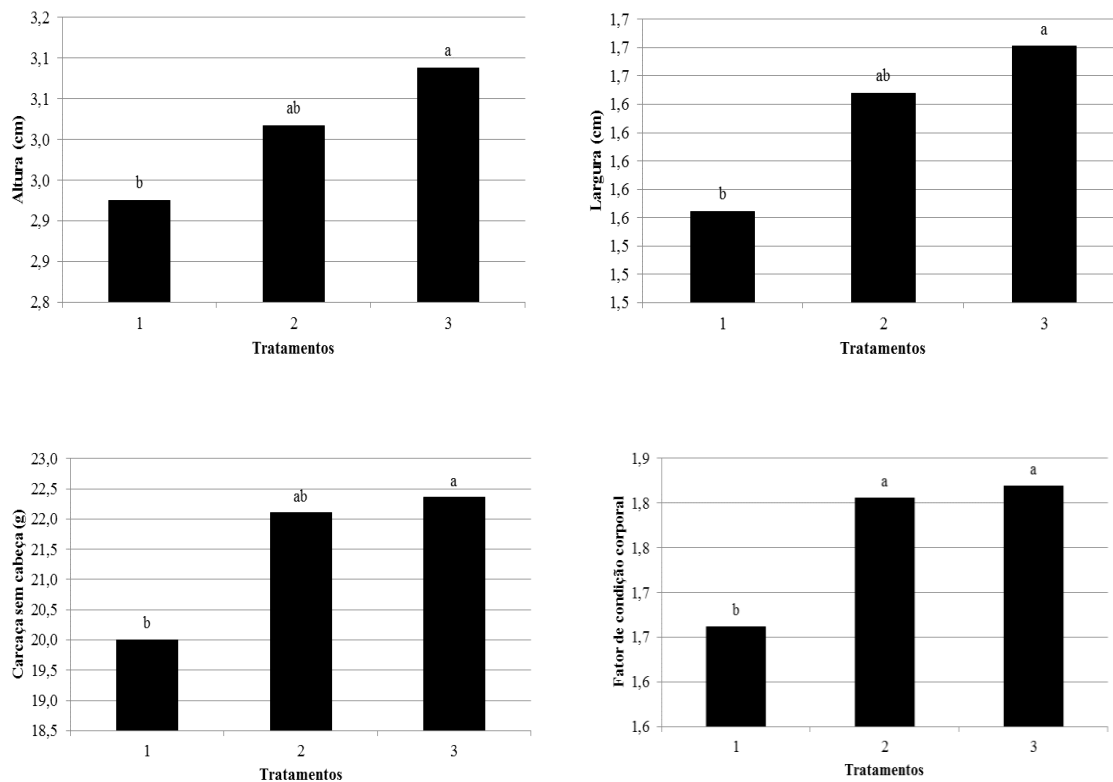 3,2
3,1
3,1
3,0
3,0
2,9
2,9
2,8
Altura (cm)
b
ab
a
1 2 3
Tratamentos
1,7
1,7
1,7
1,6
1,6
1,6
1,6
1,6
1,5
1,5
1,5
Largura (cm)
b
ab
a
1 2 3
Tratamentos
23,0
22,5
22,0
21,5
21,0
20,5
20,0
19,5
19,0
18,5
Carcaça sem cabeça (g)
b
ab
a
1 2 3
Tratamentos
1,9
1,8
1,8
1,7
1,7
1,6
1,6
Fator de condição corporal
b
a
a
1 2 3
Tratamentos